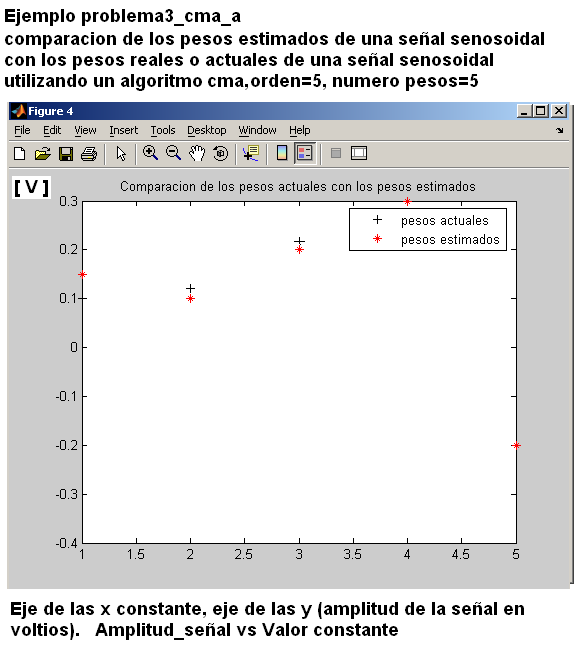 Ejemplo problema3_cma_a
comparacion de los pesos estimados de una señal senosoidal
con los pesos reales o actuales de una señal senosoidal
utilizando un algoritmo cma,orden=5, numero pesos=5
Figure 4
File Edit View Insert Tools Desktop Window Help
[ V ]
Comparacion de los pesos actuales con los pesos estimados
pesos actuales
pesos estimados
0.3
0.2
0.1
0
-0.1
-0.2
-0.3
-0.4
1 1.5 2 2.5 3 3.5 4 4.5 5
Eje de las x constante, eje de las y (amplitud de la señal en
voltios). Amplitud_señal vs Valor constante